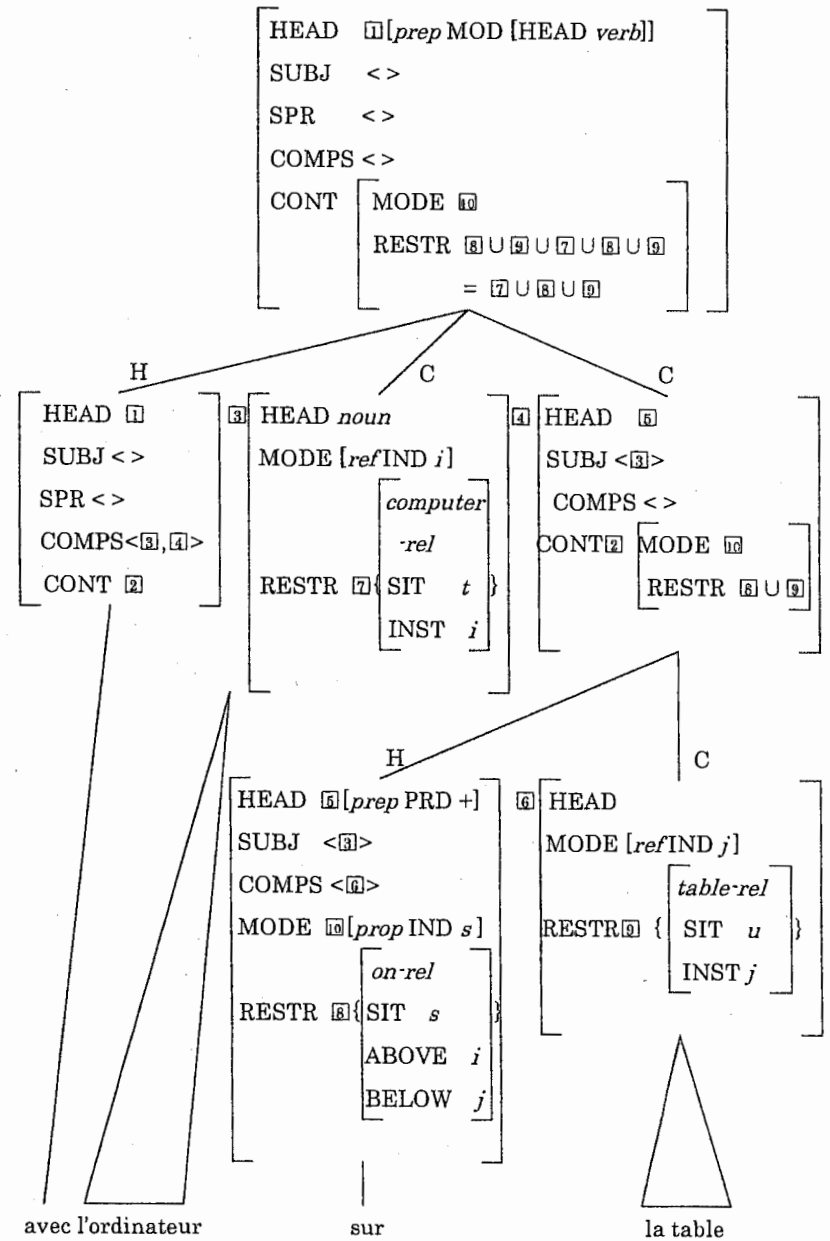 HEAD 1[prep MOD [HEAD verb]]
SUBJ < >
SPR < >
COMPS < >
CONT MODE 10
RESTR 8 ∪ 9 ∪ 7 ∪ 8 ∪ 9
= 7 ∪ 8 ∪ 9
H
C
C
HEAD 1
SUBJ < >
SPR < >
COMPS<3,4>
CONT 2
3 HEAD noun
MODE [ref IND i]
computer
-rel
RESTR 7{ SIT t }
INST i
4 HEAD 5
SUBJ <3>
COMPS < >
CONT 2 MODE 10
RESTR 8 ∪ 9
H
C
HEAD 5[prep PRD +]
SUBJ <3>
COMPS <6>
MODE 10[prop IND s]
on-rel
RESTR 8{ SIT s }
ABOVE i
BELOW j
6 HEAD
MODE [ref IND j]
table-rel
RESTR 9 { SIT u }
INST j
avec l'ordinateur sur la table